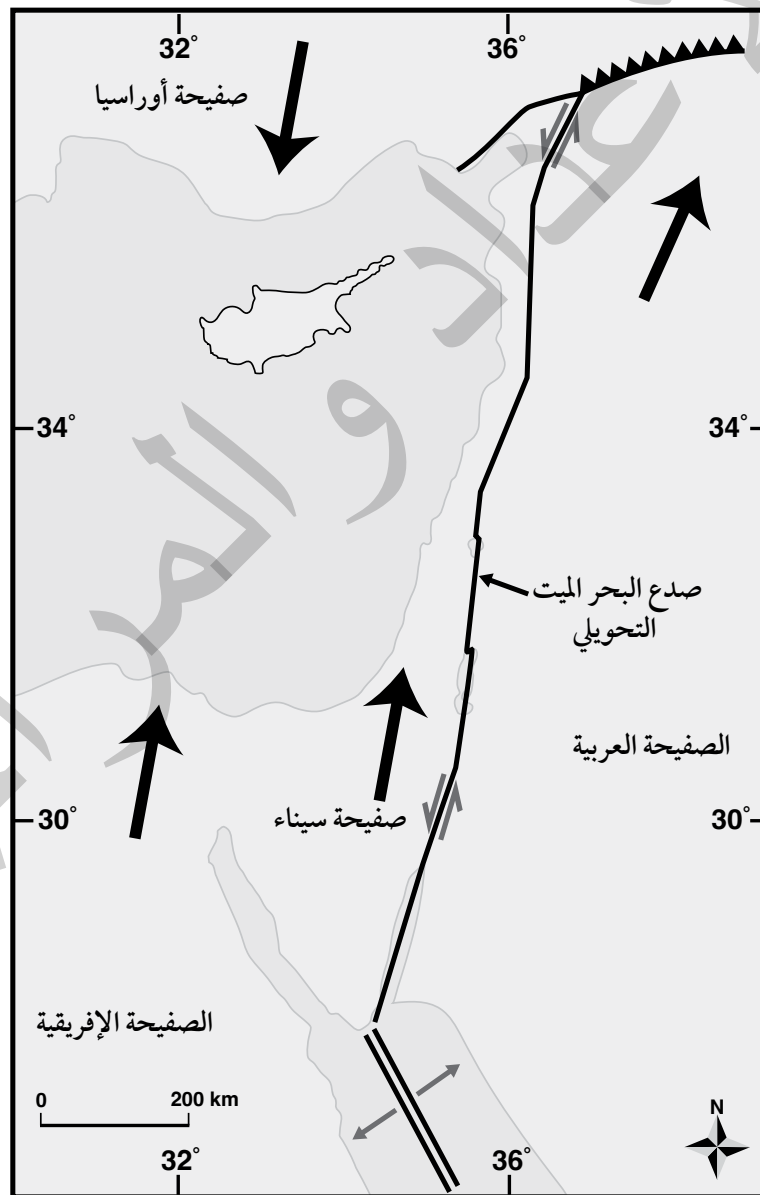 32°
36°
صفيحة أوراسيا
34°
34°
صدع البحر الميت
التحويلي
الصفيحة العربية
صفيحة سيناء
30°
30°
الصفيحة الإفريقية
0
200 km
N
32°
36°